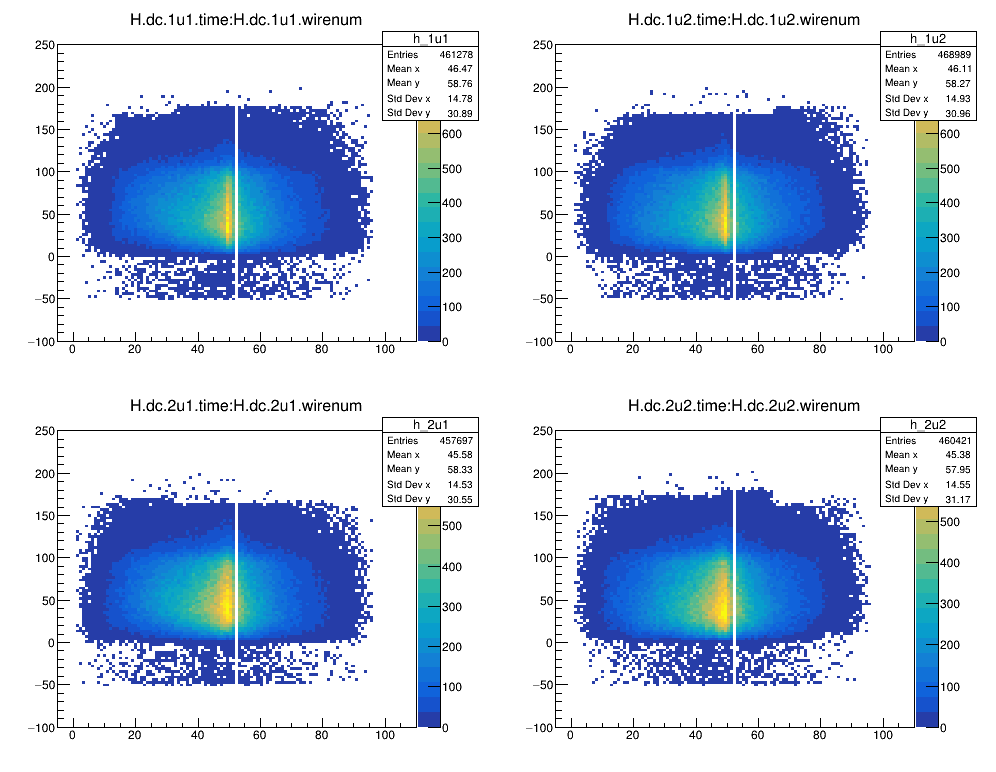 H.dc.1u1.time:H.dc.1u1.wirenum
h_1u1
Entries 461278
Mean x 46.47
Mean y 58.76
Std Dev x 14.78
Std Dev y 30.89
250
200
150
100
50
0
−50
−100
0 20 40 60 80 100
600
500
400
300
200
100
0
H.dc.1u2.time:H.dc.1u2.wirenum
h_1u2
Entries 468989
Mean x 46.11
Mean y 58.27
Std Dev x 14.93
Std Dev y 30.96
250
200
150
100
50
0
−50
−100
0 20 40 60 80 100
600
500
400
300
200
100
0
H.dc.2u1.time:H.dc.2u1.wirenum
h_2u1
Entries 457697
Mean x 45.58
Mean y 58.33
Std Dev x 14.53
Std Dev y 30.55
250
200
150
100
50
0
−50
−100
0 20 40 60 80 100
500
400
300
200
100
0
H.dc.2u2.time:H.dc.2u2.wirenum
h_2u2
Entries 460421
Mean x 45.38
Mean y 57.95
Std Dev x 14.55
Std Dev y 31.17
250
200
150
100
50
0
−50
−100
0 20 40 60 80 100
500
400
300
200
100
0